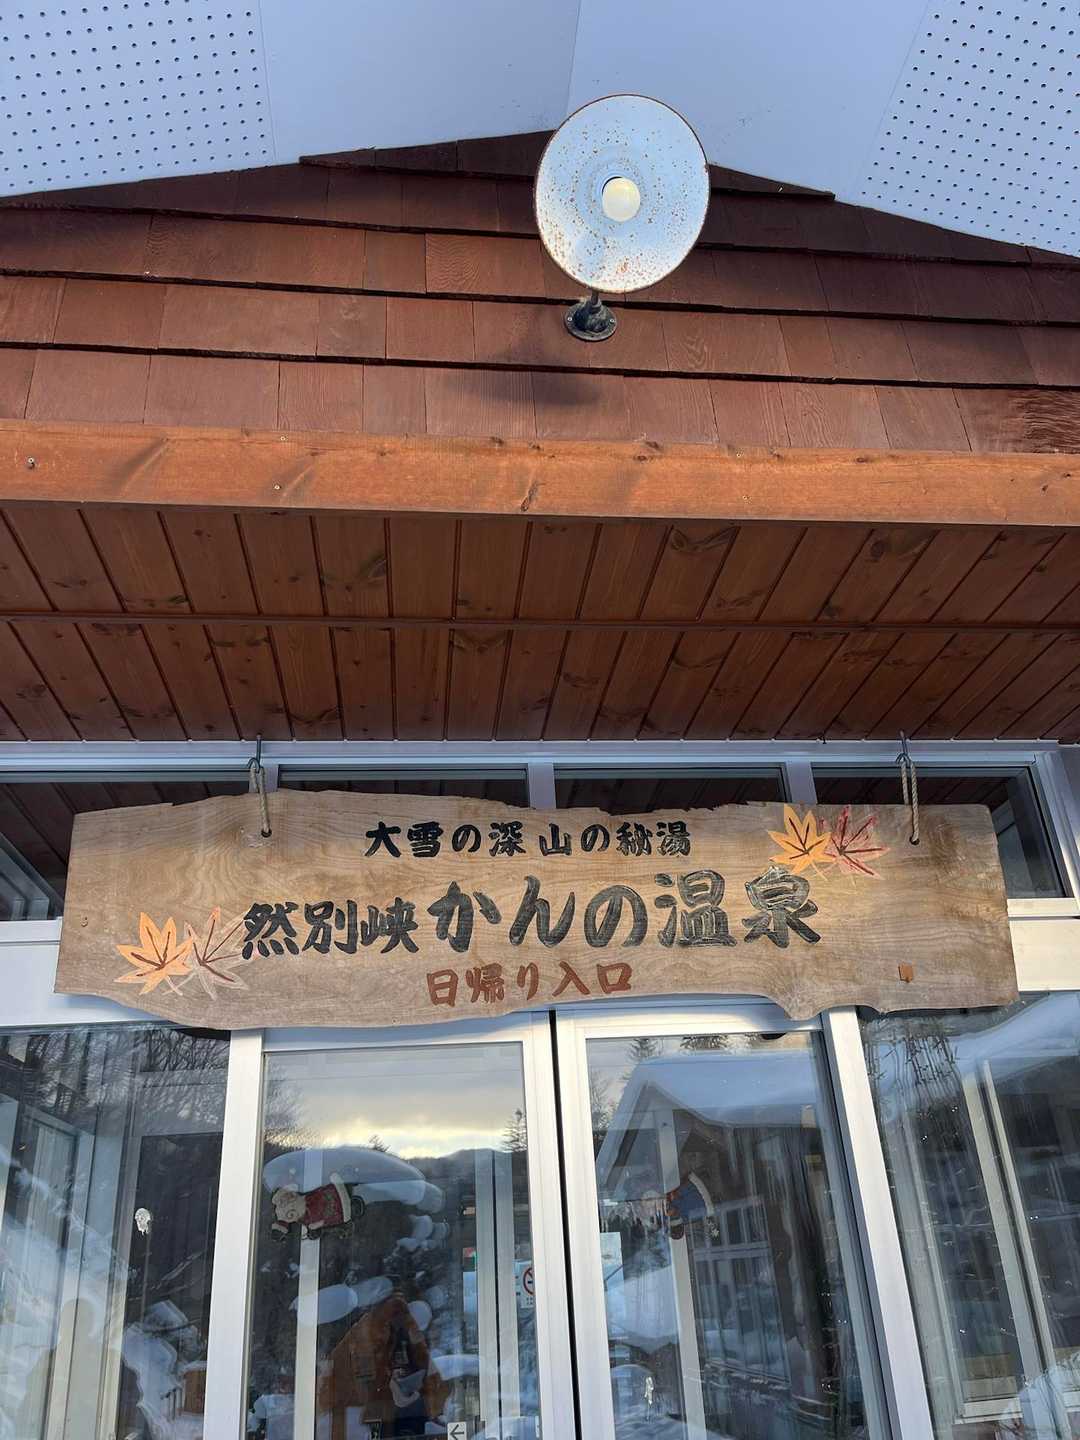 大雪の深山の秘湯
然別峡かんの温泉
日帰り入口